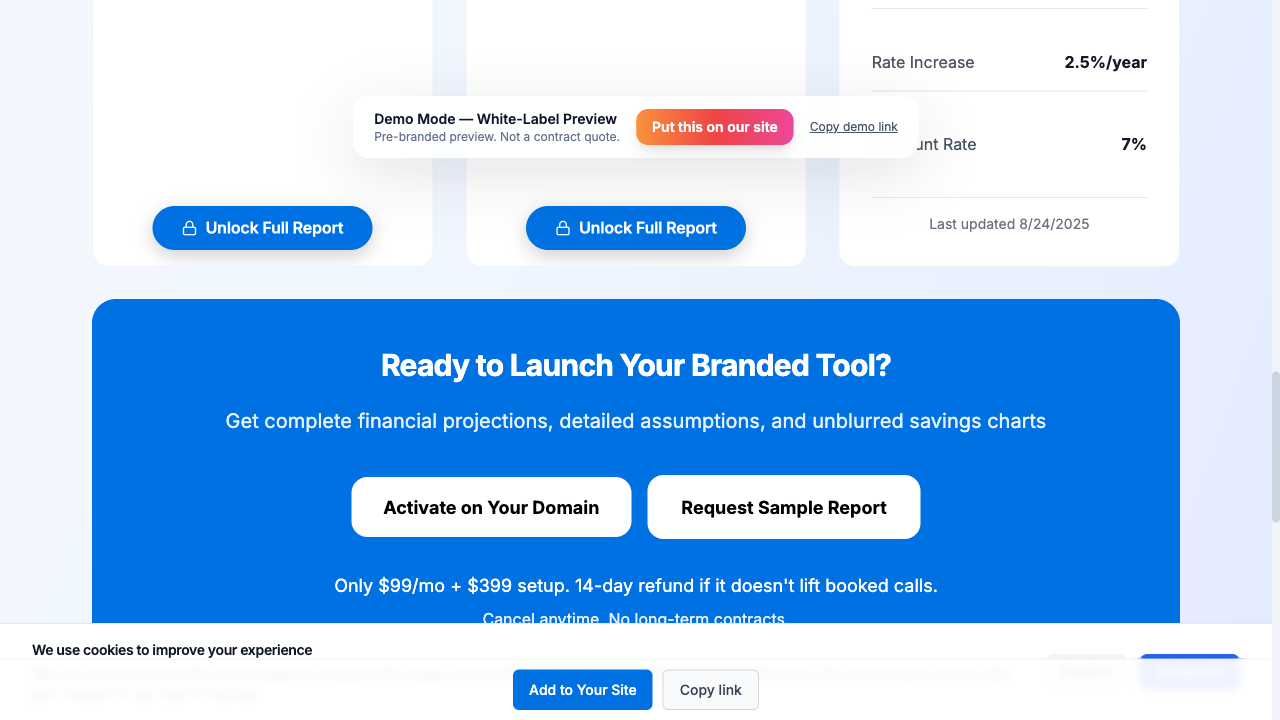 Rate Increase 2.5%/year
Demo Mode — White-Label Preview
Pre-branded preview. Not a contract quote.
Put this on our site
Copy demo link
unt Rate 7%
Unlock Full Report
Unlock Full Report
Last updated 8/24/2025
Ready to Launch Your Branded Tool?
Get complete financial projections, detailed assumptions, and unblurred savings charts
Activate on Your Domain
Request Sample Report
Only $99/mo + $399 setup. 14-day refund if it doesn't lift booked calls.
Cancel anytime. No long-term contracts.
We use cookies to improve your experience
Add to Your Site
Copy link